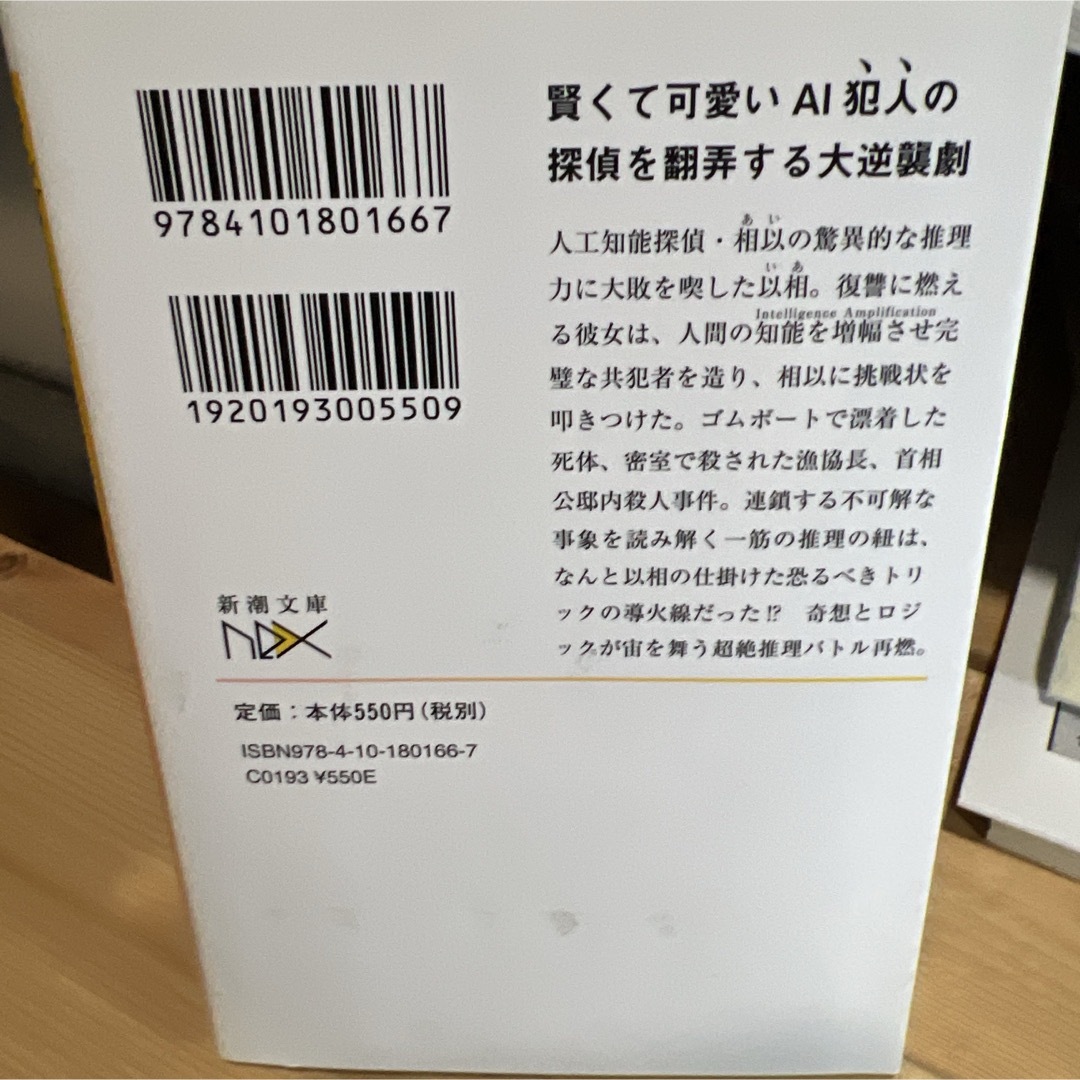 9784101801667
1920193005509
新潮文庫
nex
定価：本体550円（税別）
ISBN978-4-10-180166-7
C0193 ¥550E
賢くて可愛いAI犯人の
探偵を翻弄する大逆襲劇
あい
人工知能探偵・相以の驚異的な推理
いあ
力に大敗を喫した以相。復讐に燃え
Intelligence Amplification
る彼女は、人間の知能を増幅させ完
璧な共犯者を造り、相以に挑戦状を
叩きつけた。ゴムボートで漂着した
死体、密室で殺された漁協長、首相
公邸内殺人事件。連鎖する不可解な
事象を読み解く一筋の推理の紐は、
なんと以相の仕掛けた恐るべきトリ
ックの導火線だった!?　奇想とロジ
ックが宙を舞う超絶推理バトル再燃。